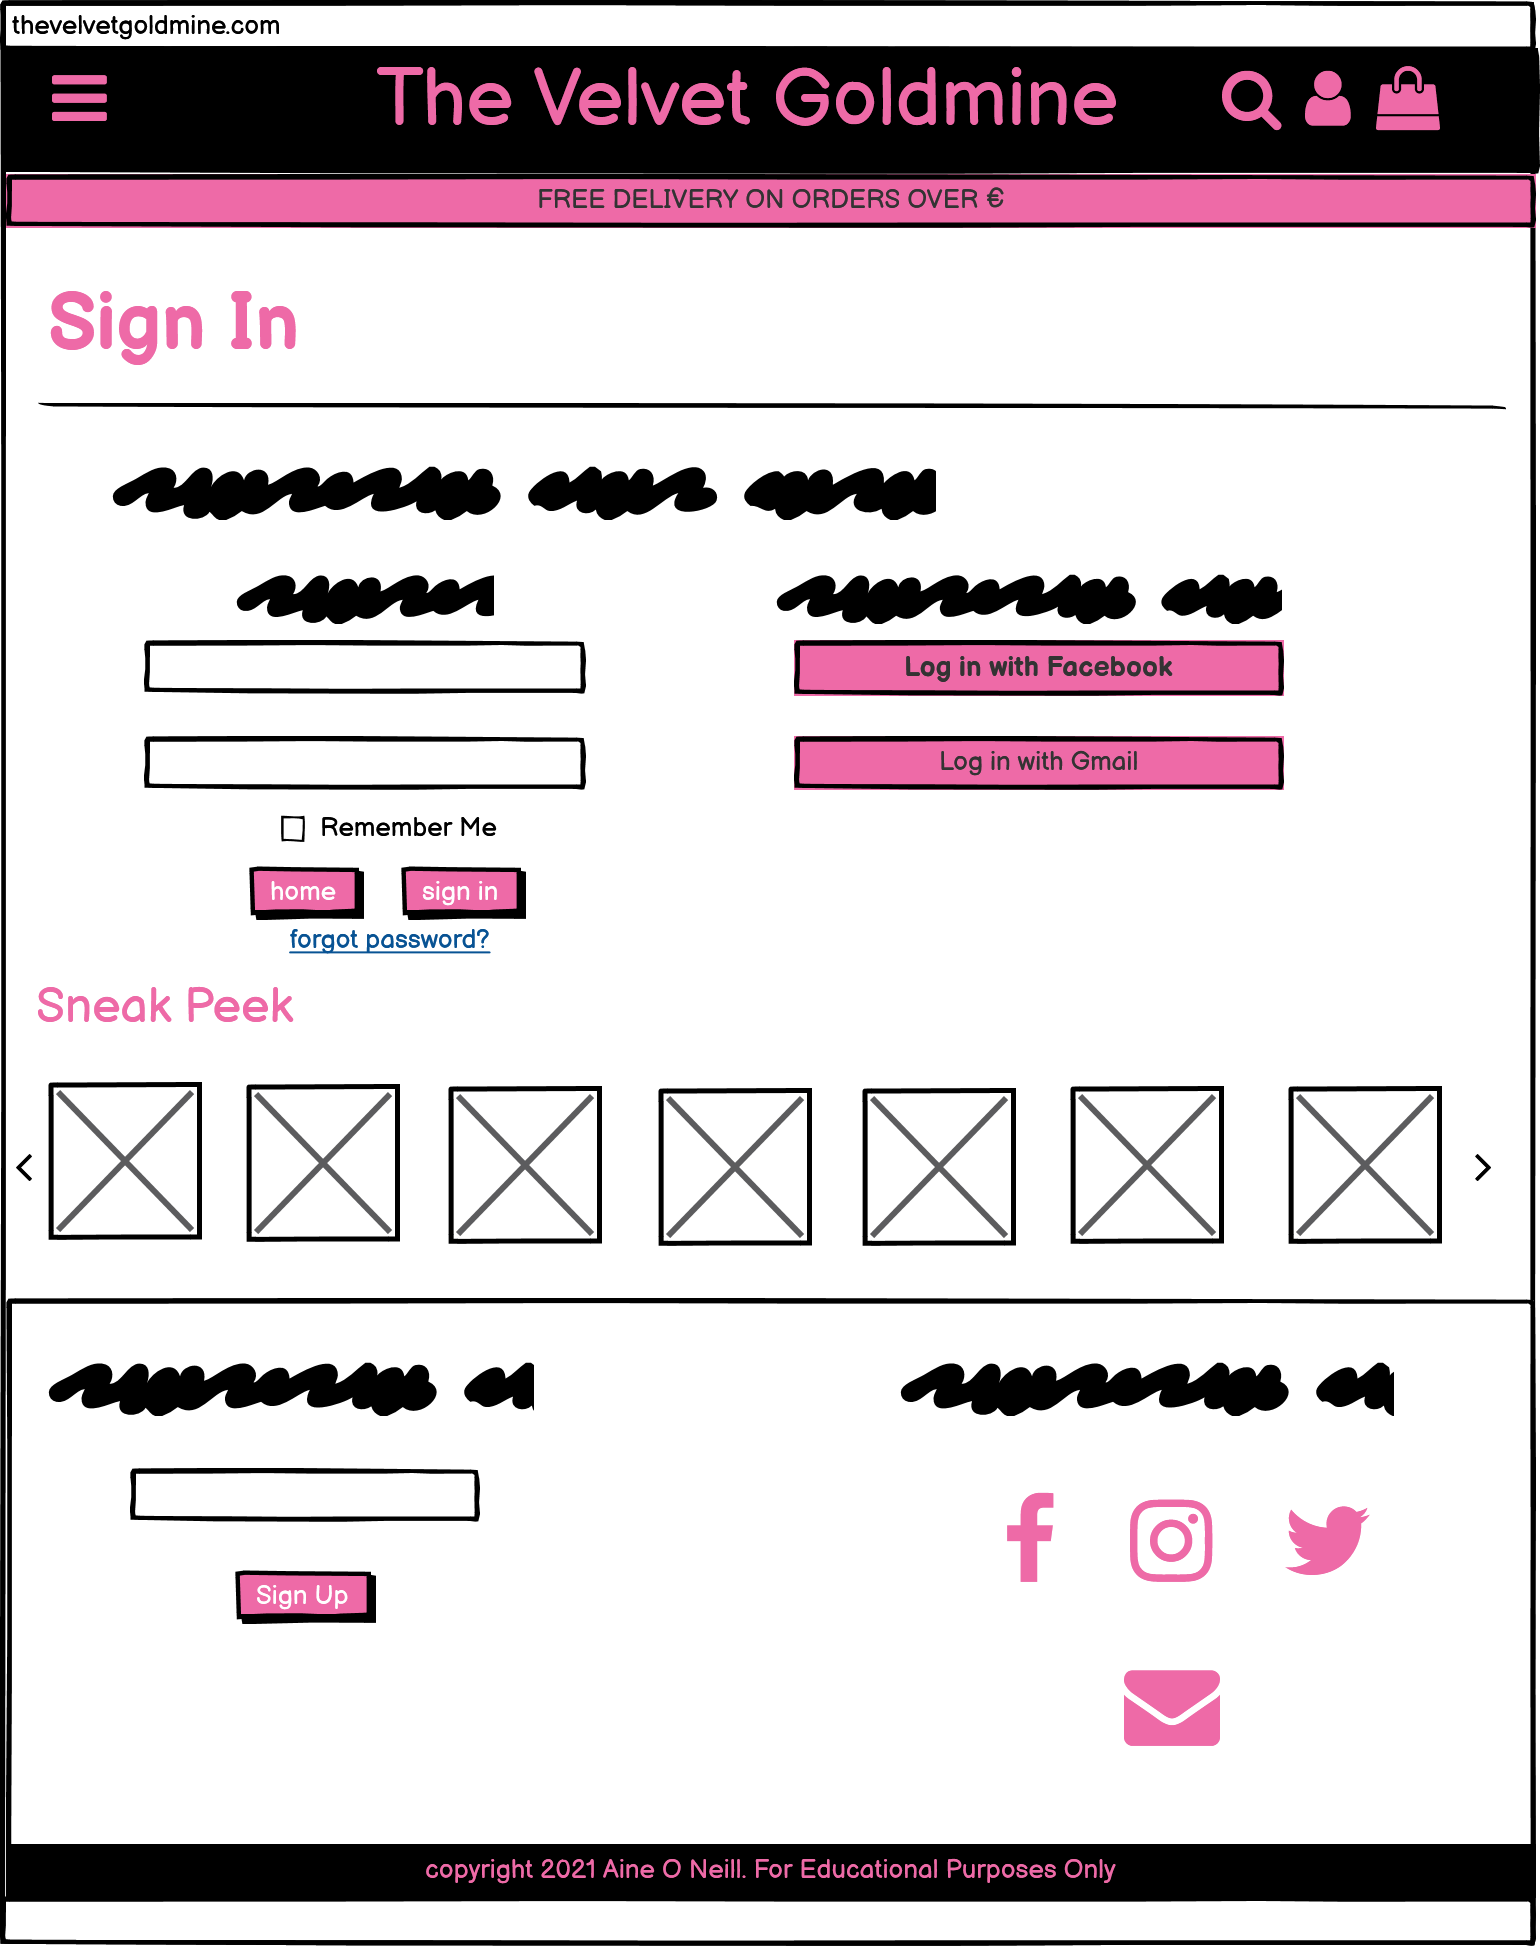 thevelvetgoldmine.com
The Velvet Goldmine
FREE DELIVERY ON ORDERS OVER €
Sign In
Log in with Facebook
Log in with Gmail
Remember Me
home sign in
forgot password?
Sneak Peek
Sign Up
copyright 2021 Aine O Neill. For Educational Purposes Only